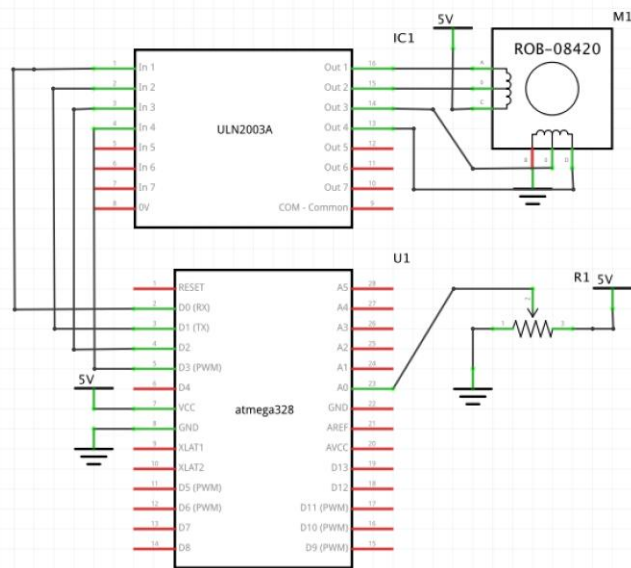 5V
M1
IC1
ROB-08420
1 In 1 Out 1 16 A
2 In 2 Out 2 15
3 In 3 Out 3 14 C
4 In 4 Out 4 13
ULN2003A
5 In 5 Out 5 12
6 In 6 Out 6 11
7 In 7 Out 7 10
8 0V COM - Common 9
D
U1
1 RESET A5 28
2 D0 (RX) A4 27
3 D1 (TX) A3 26
4 D2 A2 25
5 D3 (PWM) A1 24
6 D4 A0 23
7 VCC GND 22
8 GND AREF 21
9 XLAT1 AVCC 20
10 XLAT2 D13 19
11 D5 (PWM) D12 18
12 D6 (PWM) D11 (PWM) 17
13 D7 D10 (PWM) 16
14 D8 D9 (PWM) 15
atmega328
5V
R1
5V
2
1 3